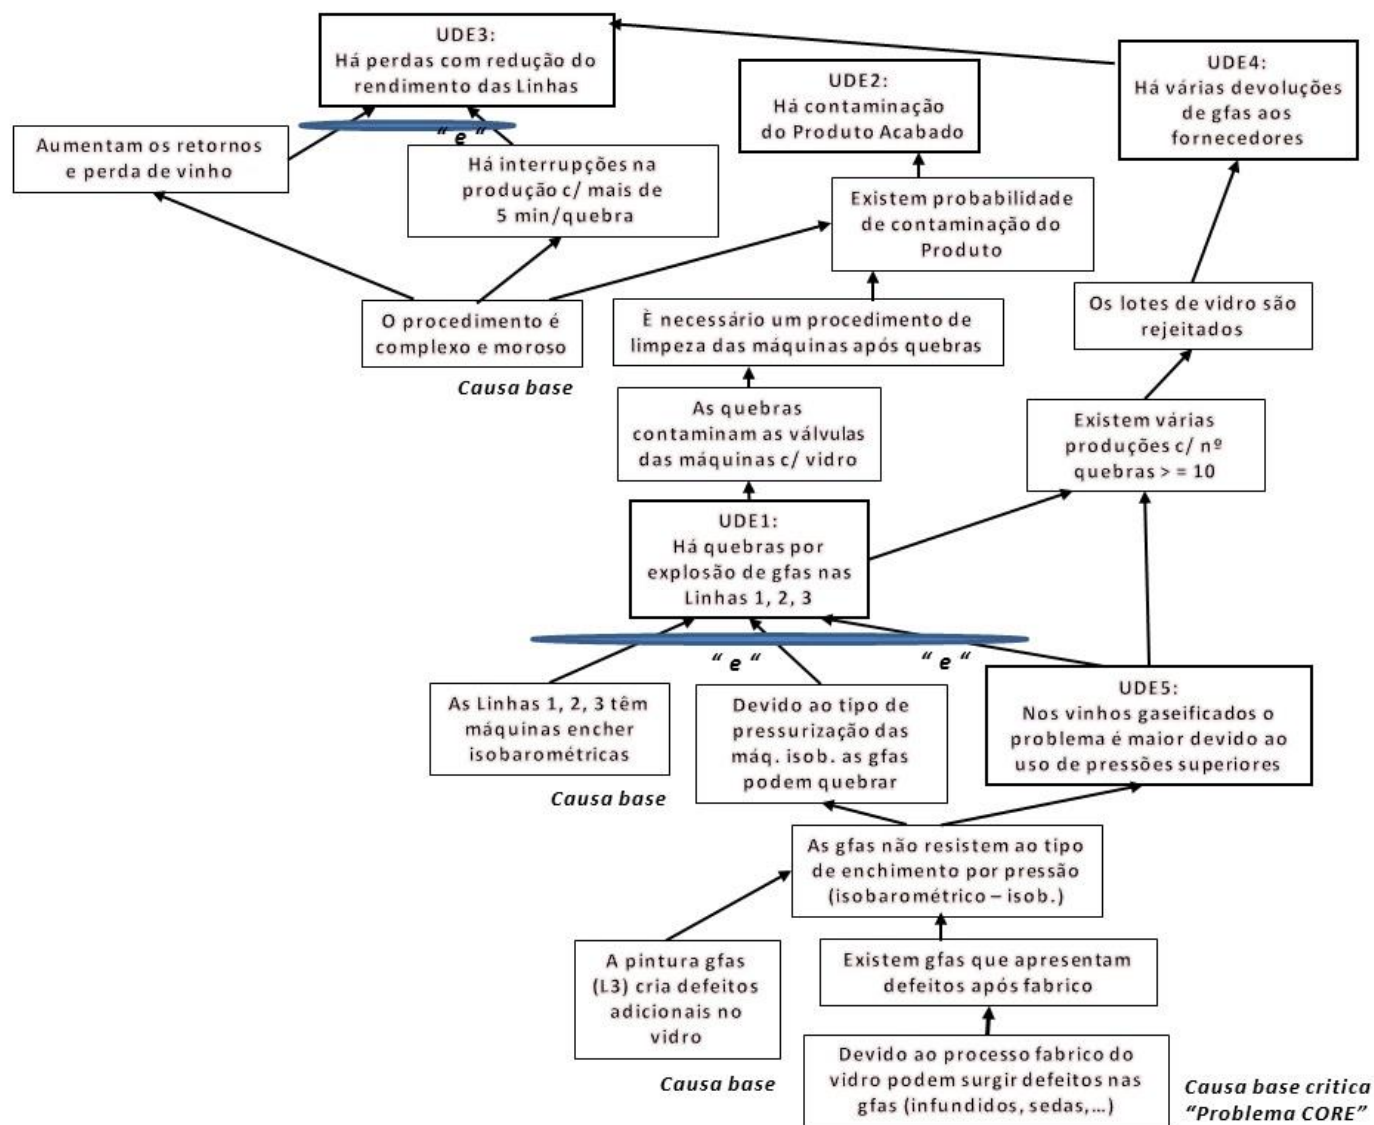 UDE3:
Há perdas com redução do
rendimento das Linhas
UDE2:
Há contaminação
do Produto Acabado
UDE4:
Há várias devoluções
de gfas aos
fornecedores
“ e “
Aumentam os retornos
e perda de vinho
Há interrupções na
produção c/ mais de
5 min/quebra
Existem probabilidade
de contaminação do
Produto
O procedimento é
complexo e moroso
Causa base
È necessário um procedimento de
limpeza das máquinas após quebras
Os lotes de vidro são
rejeitados
As quebras
contaminam as válvulas
das máquinas c/ vidro
Existem várias
produções c/ nº
quebras > = 10
UDE1:
Há quebras por
explosão de gfas nas
Linhas 1, 2, 3
“ e “
“ e “
As Linhas 1, 2, 3 têm
máquinas encher
isobarométricas
Causa base
Devido ao tipo de
pressurização das
máq. isob. as gfas
podem quebrar
UDE5:
Nos vinhos gaseificados o
problema é maior devido ao
uso de pressões superiores
As gfas não resistem ao tipo
de enchimento por pressão
(isobarométrico – isob.)
A pintura gfas
(L3) cria defeitos
adicionais no
vidro
Causa base
Existem gfas que apresentam
defeitos após fabrico
Devido ao processo fabrico do
vidro podem surgir defeitos nas
gfas (infundidos, sedas,...)
Causa base critica
“Problema CORE”